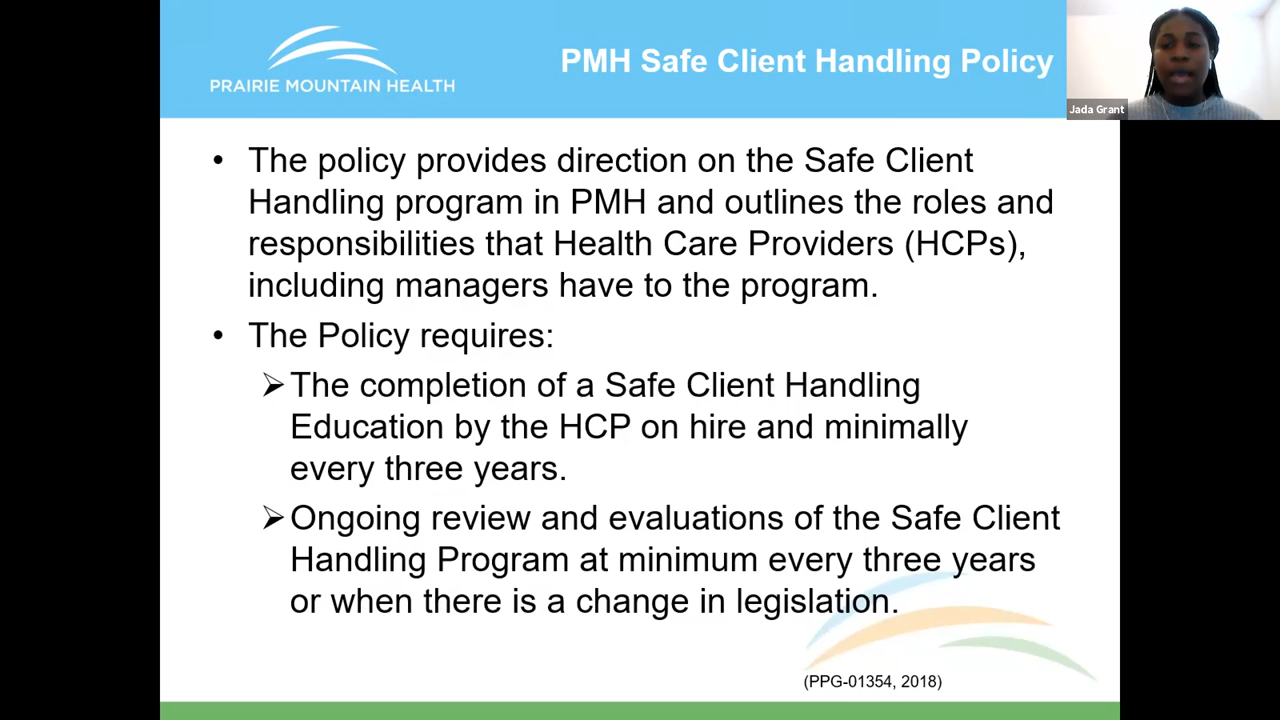 PRAIRIE MOUNTAIN HEALTH
PMH Safe Client Handling Policy
Jada Grant
• The policy provides direction on the Safe Client
Handling program in PMH and outlines the roles and
responsibilities that Health Care Providers (HCPs),
including managers have to the program.
• The Policy requires:
➢ The completion of a Safe Client Handling
Education by the HCP on hire and minimally
every three years.
➢ Ongoing review and evaluations of the Safe Client
Handling Program at minimum every three years
or when there is a change in legislation.
(PPG-01354, 2018)